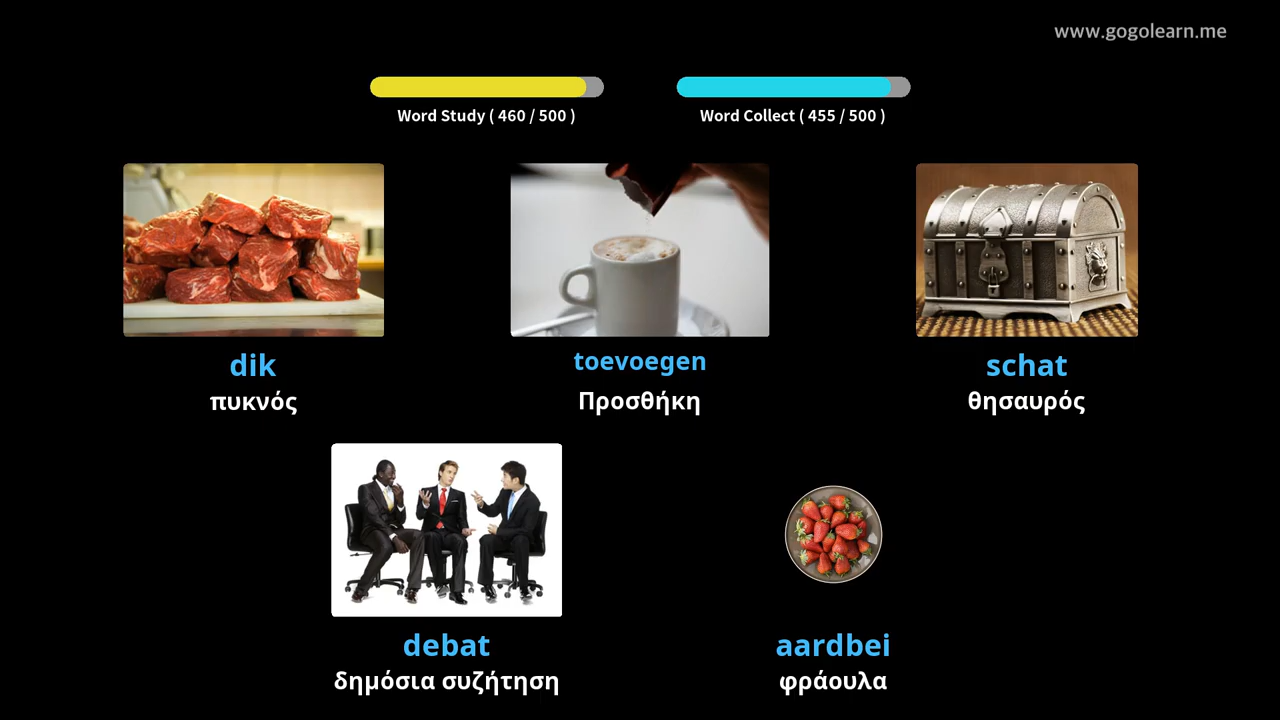 www.gogolearn.me
Word Study ( 460 / 500 )
Word Collect ( 455 / 500 )
dik
πυκνός
toevoegen
Προσθήκη
schat
θησαυρός
debat
δημόσια συζήτηση
aardbei
φράουλα